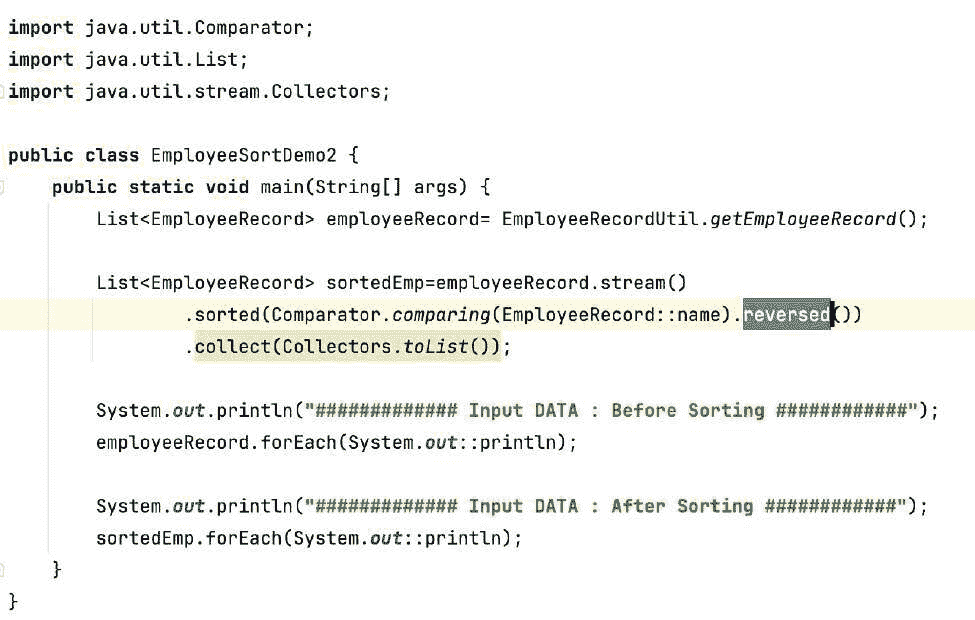 import java.util.Comparator;
import java.util.List;
import java.util.stream.Collectors;

public class EmployeeSortDemo2 {
    public static void main(String[] args) {
        List<EmployeeRecord> employeeRecord= EmployeeRecordUtil.getEmployeeRecord();

        List<EmployeeRecord> sortedEmp=employeeRecord.stream()
                .sorted(Comparator.comparing(EmployeeRecord::name).reversed())
                .collect(Collectors.toList());

        System.out.println("############# Input DATA : Before Sorting ############");
        employeeRecord.forEach(System.out::println);

        System.out.println("############# Input DATA : After Sorting ############");
        sortedEmp.forEach(System.out::println);
    }
}